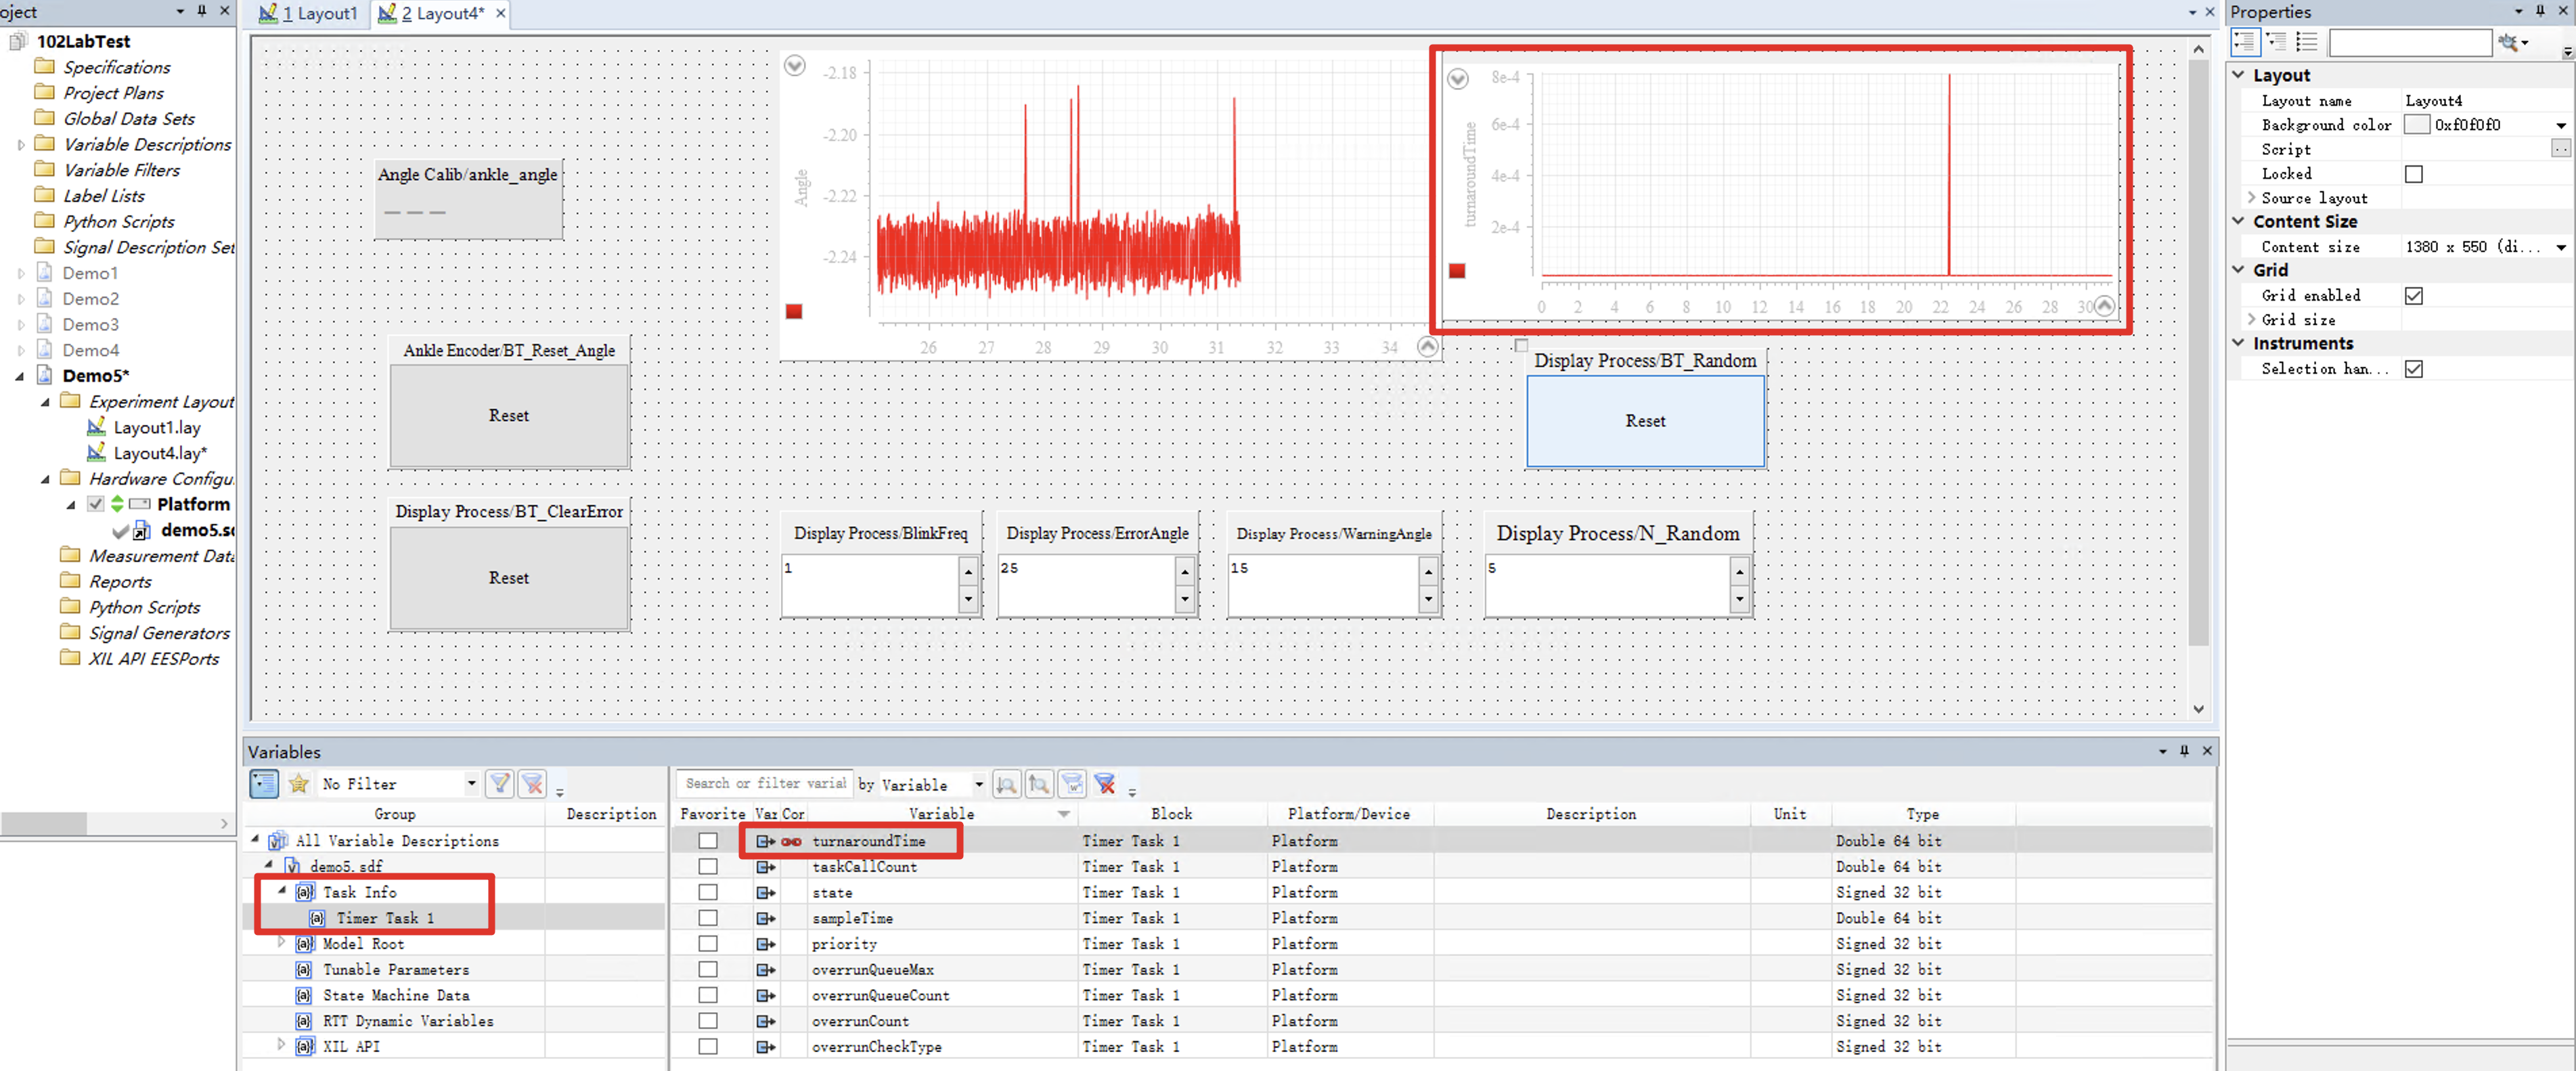 oject
102LabTest
Specifications
Project Plans
Global Data Sets
Variable Descriptions
Variable Filters
Label Lists
Python Scripts
Signal Description Set
Demo1
Demo2
Demo3
Demo4
Demo5*
Experiment Layout
Layout1.lay
Layout4.lay*
Hardware Configu
Platform
demo5.sd
Measurement Data
Reports
Python Scripts
Signal Generators
XIL API EESPorts
1 Layout1
2 Layout4*
Angle Calib/ankle_angle
Ankle Encoder/BT_Reset_Angle
Reset
Display Process/BT_ClearError
Reset
Angle
-2.18
-2.20
-2.22
-2.24
26 27 28 29 30 31 32 33 34
turnaroundTime
8e-4
6e-4
4e-4
2e-4
0 2 4 6 8 10 12 14 16 18 20 22 24 26 28 30
Display Process/BT_Random
Reset
Display Process/BlinkFreq
1
Display Process/ErrorAngle
25
Display Process/WarningAngle
15
Display Process/N_Random
5
Properties
Layout
Layout name Layout4
Background color 0xf0f0f0
Script
Locked
Source layout
Content Size
Content size 1380 x 550 (di...
Grid
Grid enabled
Grid size
Instruments
Selection han...
Variables
No Filter
Group Description
All Variable Descriptions
demo5.sdf
Task Info
Timer Task 1
Model Root
Tunable Parameters
State Machine Data
RTT Dynamic Variables
XIL API
Search or filter variabl by Variable
Favorite Var Cor Variable Block Platform/Device Description Unit Type
turnaroundTime Timer Task 1 Platform Double 64 bit
taskCallCount Timer Task 1 Platform Double 64 bit
state Timer Task 1 Platform Signed 32 bit
sampleTime Timer Task 1 Platform Double 64 bit
priority Timer Task 1 Platform Signed 32 bit
overrunQueueMax Timer Task 1 Platform Signed 32 bit
overrunQueueCount Timer Task 1 Platform Signed 32 bit
overrunCount Timer Task 1 Platform Signed 32 bit
overrunCheckType Timer Task 1 Platform Signed 32 bit